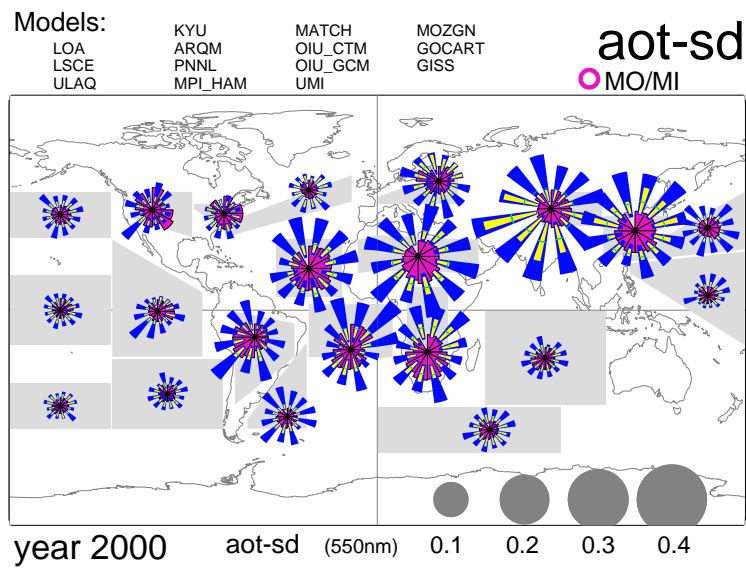 Models:
KYU MATCH MOZGN
LOA ARQM OIU_CTM GOCART
LSCE PNNL OIU_GCM GISS
ULAQ MPI_HAM UMI
aot-sd
MO/MI
year 2000 aot-sd (550nm) 0.1 0.2 0.3 0.4